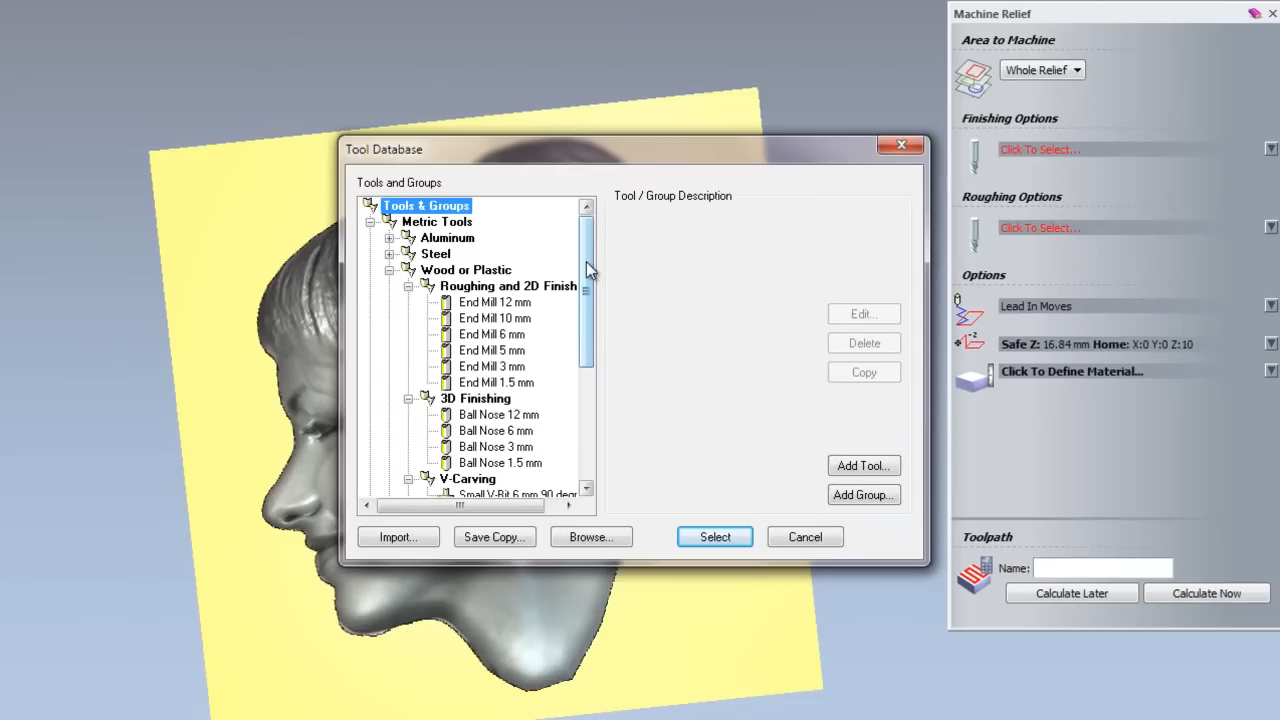 Machine Relief
Area to Machine
Whole Relief
Finishing Options
Click To Select...
Roughing Options
Click To Select...
Options
Lead In Moves
Safe Z: 16.84 mm Home: X:0 Y:0 Z:10
Click To Define Material...
Toolpath
Name:
Calculate Later
Calculate Now
Tool Database
Tools and Groups
Tools & Groups
Metric Tools
Aluminum
Steel
Wood or Plastic
Roughing and 2D Finish
End Mill 12 mm
End Mill 10 mm
End Mill 6 mm
End Mill 5 mm
End Mill 3 mm
End Mill 1.5 mm
3D Finishing
Ball Nose 12 mm
Ball Nose 6 mm
Ball Nose 3 mm
Ball Nose 1.5 mm
V-Carving
Small V-Bit 6 mm 90 degr
Tool / Group Description
Edit...
Delete
Copy
Add Tool...
Add Group...
Import...
Save Copy...
Browse...
Select
Cancel